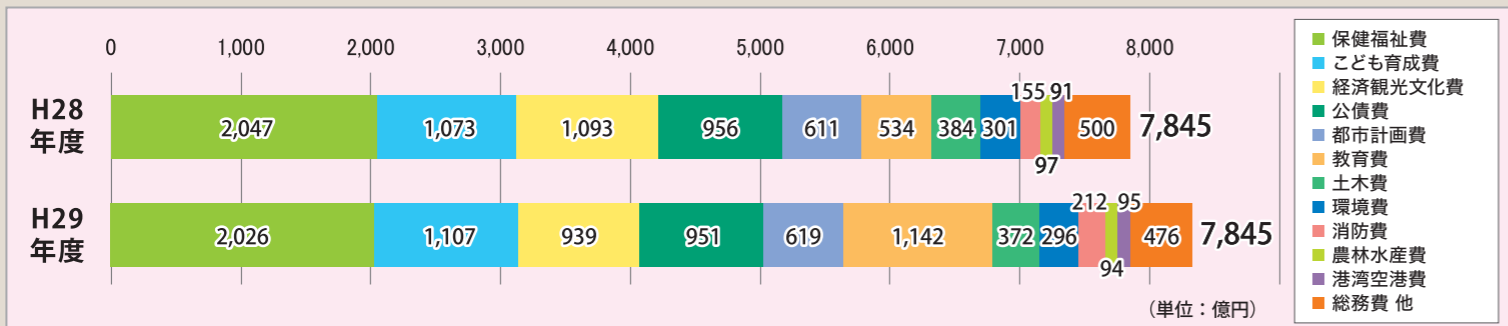 0 1,000 2,000 3,000 4,000 5,000 6,000 7,000 8,000
H28
年度
2,047 1,073 1,093 956 611 534 384 301 155 97 91 500 7,845
H29
年度
2,026 1,107 939 951 619 1,142 372 296 212 94 95 476 7,845
(単位：億円)
保健福祉費
こども育成費
経済観光文化費
公債費
都市計画費
教育費
土木費
環境費
消防費
農林水産費
港湾空港費
総務費 他